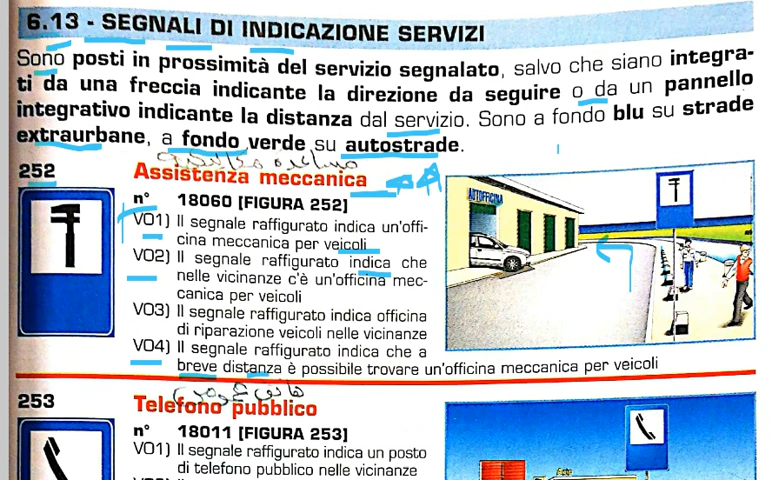 6.13 - SEGNALI DI INDICAZIONE SERVIZI
Sono posti in prossimità del servizio segnalato, salvo che siano integra-
ti da una freccia indicante la direzione da seguire o da un pannello
integrativo indicante la distanza dal servizio. Sono a fondo blu su strade
extraurbane, a fondo verde su autostrade.
252
Assistenza meccanica
n° 18060 [FIGURA 252]
V01) Il segnale raffigurato indica un'offi-
cina meccanica per veicoli
V02) Il segnale raffigurato indica che
nelle vicinanze c'è un'officina mec-
canica per veicoli
V03) Il segnale raffigurato indica officina
di riparazione veicoli nelle vicinanze
V04) Il segnale raffigurato indica che a
breve distanza è possibile trovare un'officina meccanica per veicoli
AUTOFFICINA
253
Telefono pubblico
n° 18011 [FIGURA 253]
V01) Il segnale raffigurato indica un posto
di telefono pubblico nelle vicinanze